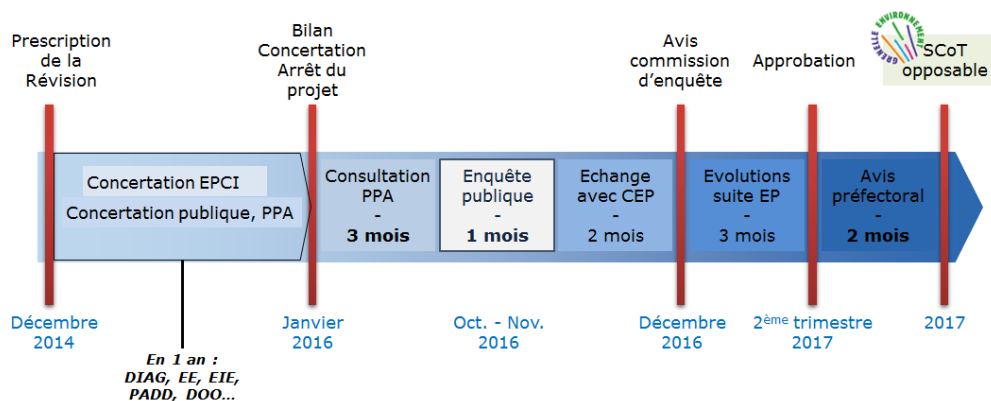 Prescription
de la
Révision
Bilan
Concertation
Arrêt du
projet
Avis
commission
d'enquête
Approbation
GRENELLE ENVIRONNEMENT
SCoT
opposable
Concertation EPCI
Concertation publique, PPA
Consultation
PPA
-
3 mois
Enquête
publique
-
1 mois
Echange
avec CEP
-
2 mois
Evolutions
suite EP
-
3 mois
Avis
préfectoral
-
2 mois
Décembre
2014
Janvier
2016
Oct. - Nov.
2016
Décembre
2016
2ème trimestre
2017
2017
En 1 an :
DIAG, EE, EIE,
PADD, DOO...